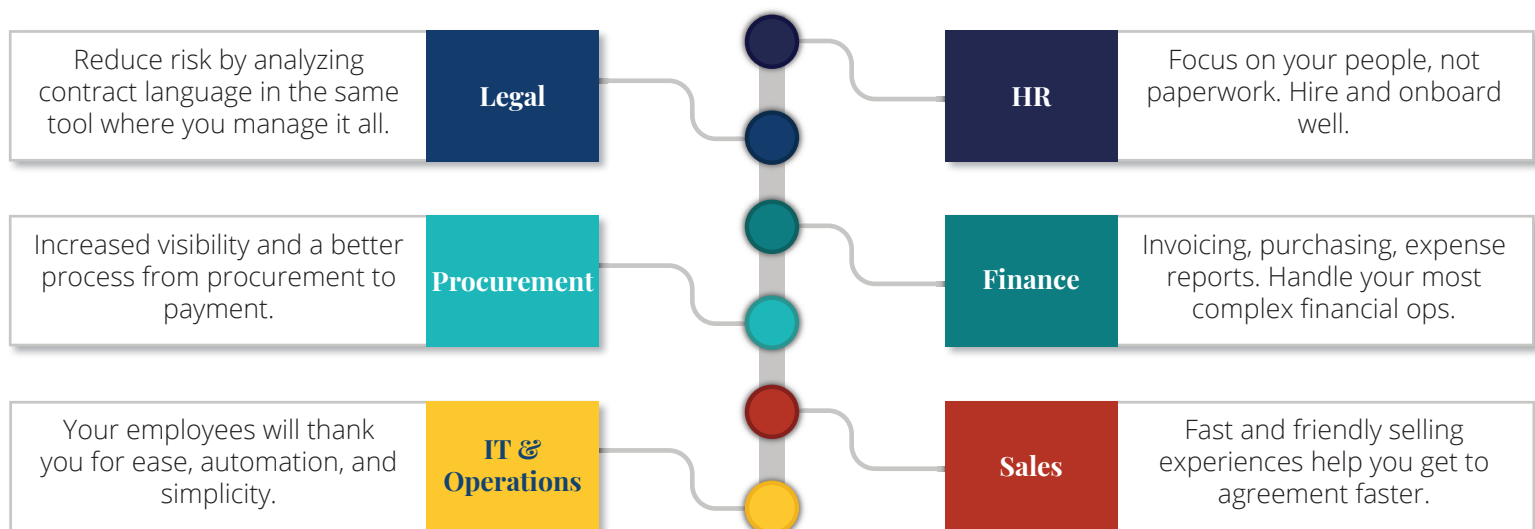 Reduce risk by analyzing
contract language in the same
tool where you manage it all.
Legal
HR
Focus on your people, not
paperwork. Hire and onboard
well.
Increased visibility and a better
process from procurement to
payment.
Procurement
Finance
Invoicing, purchasing, expense
reports. Handle your most
complex financial ops.
Your employees will thank
you for ease, automation, and
simplicity.
IT &
Operations
Sales
Fast and friendly selling
experiences help you get to
agreement faster.